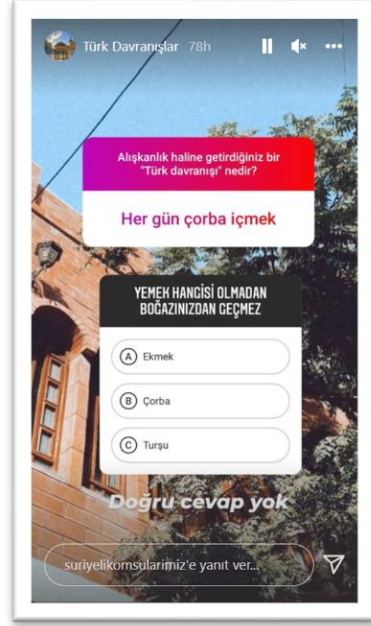 Türk Davranışlar 78h
Alışkanlık haline getirdiğiniz bir
"Türk davranışı" nedir?
Her gün çorba içmek
YEMEK HANGİSİ OLMADAN
BOĞAZINIZDAN GEÇMEZ
A Ekmek
B Çorba
C Turşu
Doğru cevap yok
suriyelikomsularimiz'e yanıt ver...